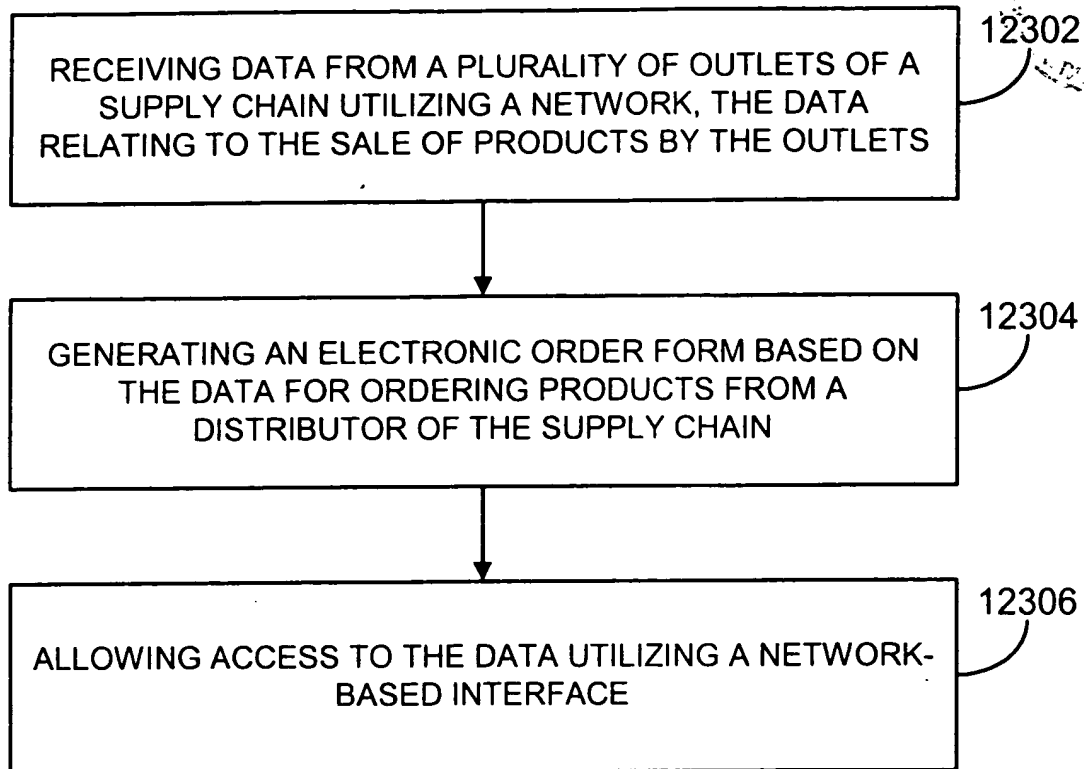 12302
RECEIVING DATA FROM A PLURALITY OF OUTLETS OF A
SUPPLY CHAIN UTILIZING A NETWORK, THE DATA
RELATING TO THE SALE OF PRODUCTS BY THE OUTLETS
12304
GENERATING AN ELECTRONIC ORDER FORM BASED ON
THE DATA FOR ORDERING PRODUCTS FROM A
DISTRIBUTOR OF THE SUPPLY CHAIN
12306
ALLOWING ACCESS TO THE DATA UTILIZING A NETWORK-
BASED INTERFACE